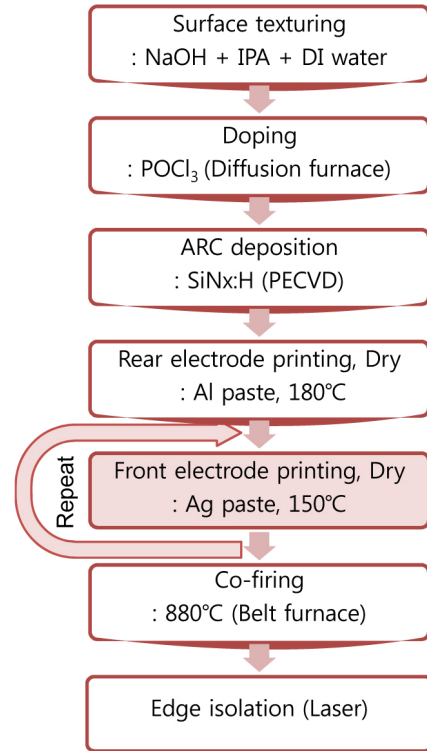 Surface texturing
: NaOH + IPA + DI water
Doping
: POCl₃ (Diffusion furnace)
ARC deposition
: SiNx:H (PECVD)
Rear electrode printing, Dry
: Al paste, 180℃
Front electrode printing, Dry
: Ag paste, 150℃
Repeat
Co-firing
: 880℃ (Belt furnace)
Edge isolation (Laser)